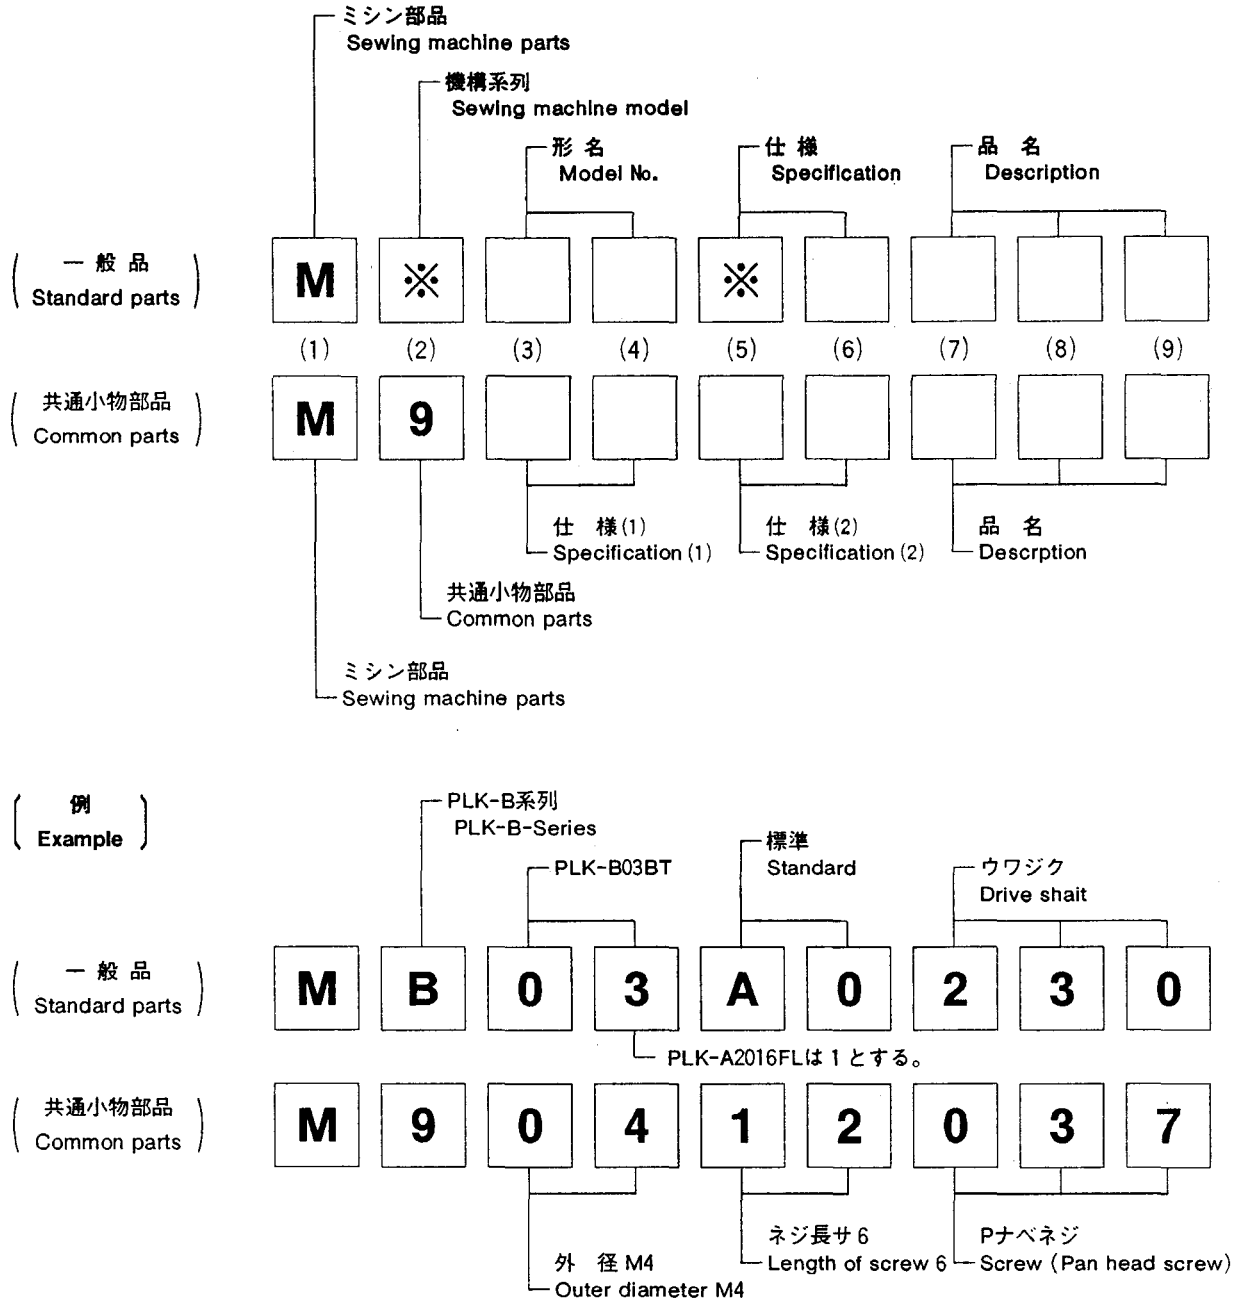 ミシン部品
Sewing machine parts
機構系列
Sewing machine model
形 名
Model No.
仕 様
Specification
品 名
Description
一 般 品
Standard parts
M ※ ※
(1) (2) (3) (4) (5) (6) (7) (8) (9)
共通小物部品
Common parts
M 9
仕 様(1)
Specification(1)
仕 様(2)
Specification(2)
品 名
Descrption
共通小物部品
Common parts
ミシン部品
Sewing machine parts
例
Example
PLK-B系列
PLK-B-Series
PLK-B03BT
標準
Standard
ウワジク
Drive shait
一 般 品
Standard parts
M B 0 3 A 0 2 3 0
PLK-A2016FLは1とする。
共通小物部品
Common parts
M 9 0 4 1 2 0 3 7
外 径 M4
Outer diameter M4
ネジ長サ 6
Length of screw 6
Pナベネジ
Screw (Pan head screw)